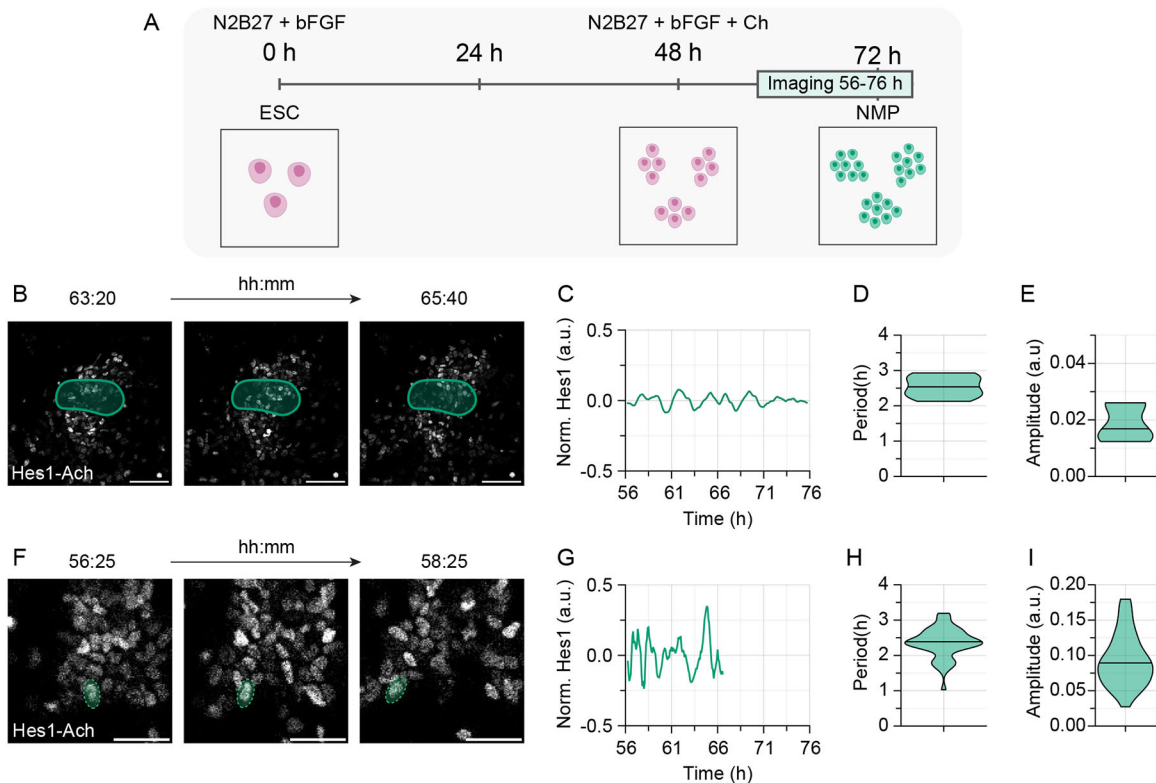 A
N2B27 + bFGF
N2B27 + bFGF + Ch
0 h
24 h
48 h
72 h
Imaging 56-76 h
ESC
NMP
B
63:20
hh:mm
65:40
Hes1-Ach
C
Norm. Hes1 (a.u.)
0.5
0.0
-0.5
56 61 66 71 76
Time (h)
D
Period(h)
4
3
2
1
0
E
Amplitude (a.u)
0.04
0.02
0.00
F
56:25
hh:mm
58:25
Hes1-Ach
G
Norm. Hes1 (a.u.)
0.5
0.0
-0.5
56 61 66 71 76
Time (h)
H
Period(h)
4
3
2
1
0
I
Amplitude (a.u.)
0.20
0.15
0.10
0.05
0.00